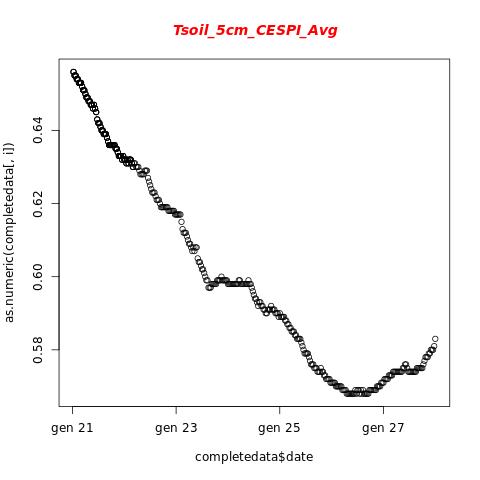 Tsoil_5cm_CESPI_Avg
as.numeric(completedata[, i])
0.64
0.62
0.60
0.58
gen 21
gen 23
gen 25
gen 27
completedata$date